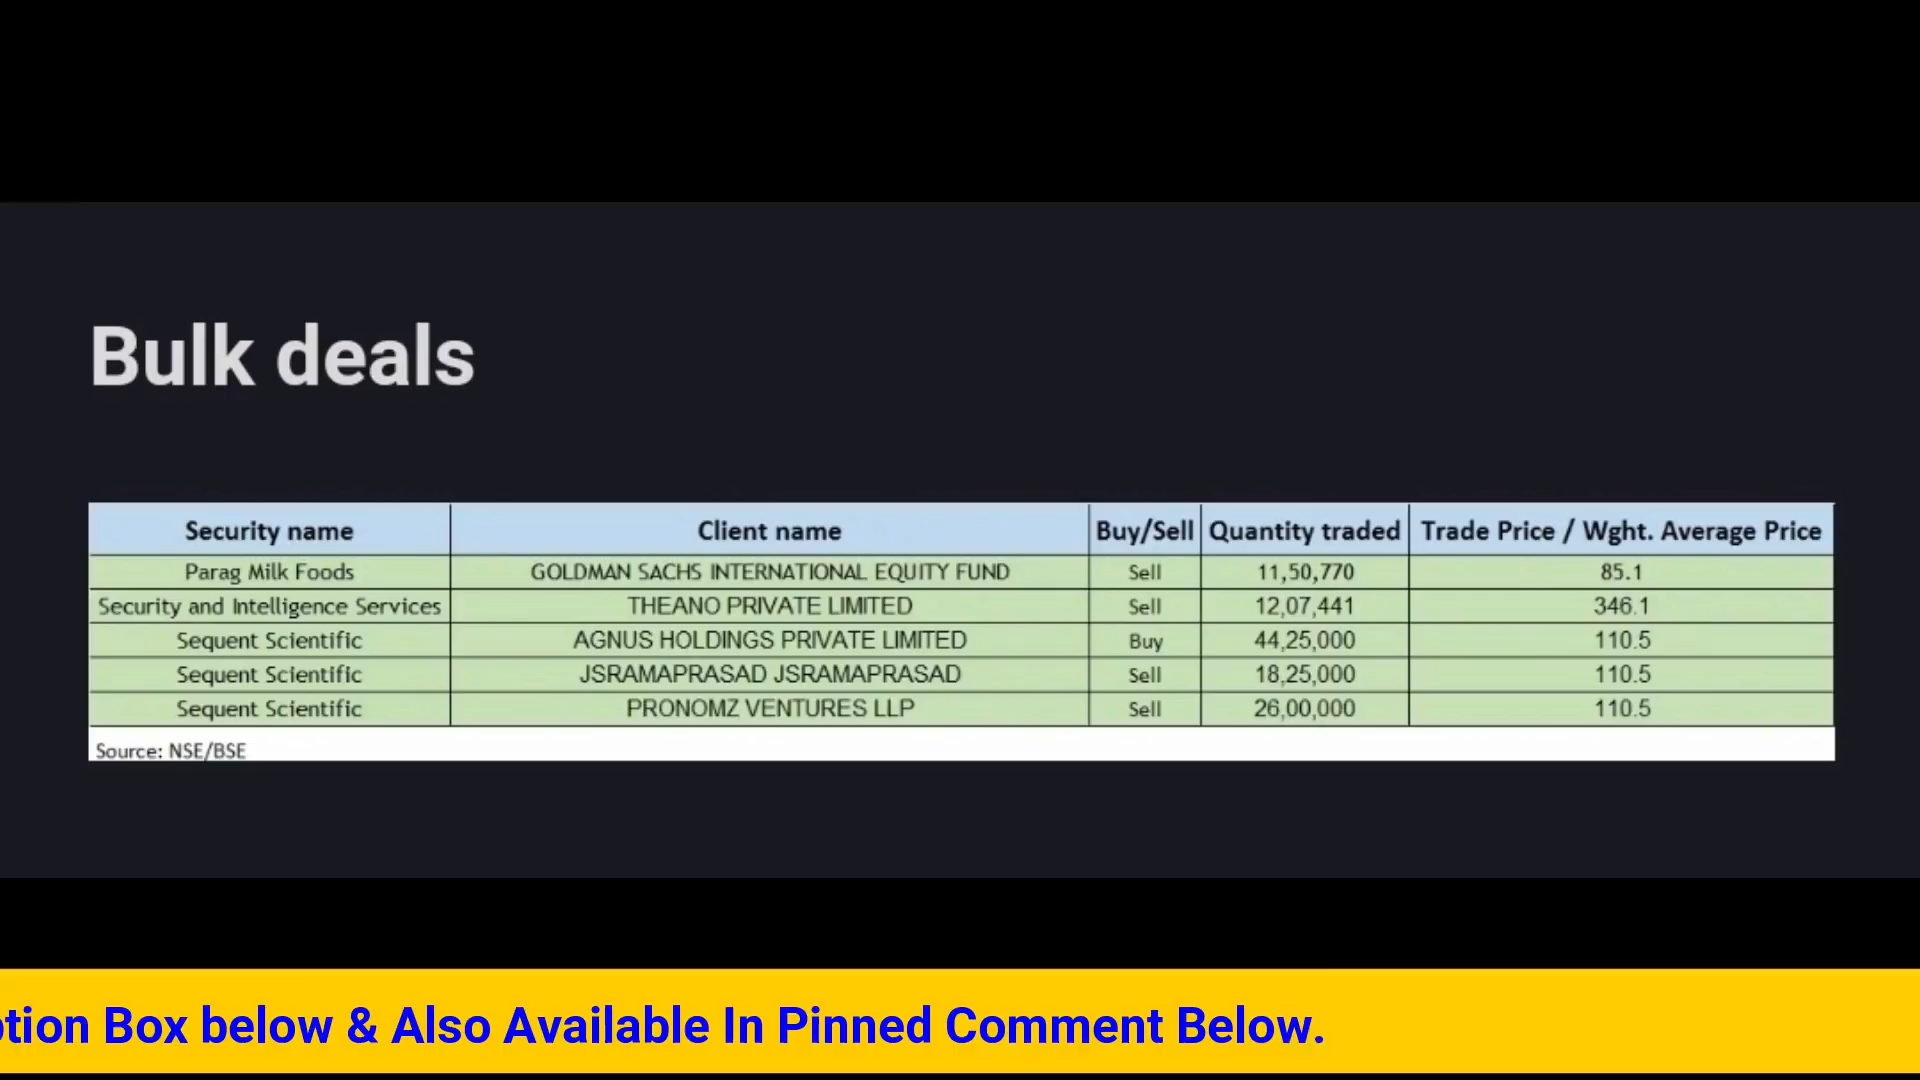 Bulk deals
Security name Client name Buy/Sell Quantity traded Trade Price / Wght. Average Price
Parag Milk Foods GOLDMAN SACHS INTERNATIONAL EQUITY FUND Sell 11,50,770 85.1
Security and Intelligence Services THEANO PRIVATE LIMITED Sell 12,07,441 346.1
Sequent Scientific AGNUS HOLDINGS PRIVATE LIMITED Buy 44,25,000 110.5
Sequent Scientific JSRAMAPRASAD JSRAMAPRASAD Sell 18,25,000 110.5
Sequent Scientific PRONOMZ VENTURES LLP Sell 26,00,000 110.5
Source: NSE/BSE
tion Box below & Also Available In Pinned Comment Below.